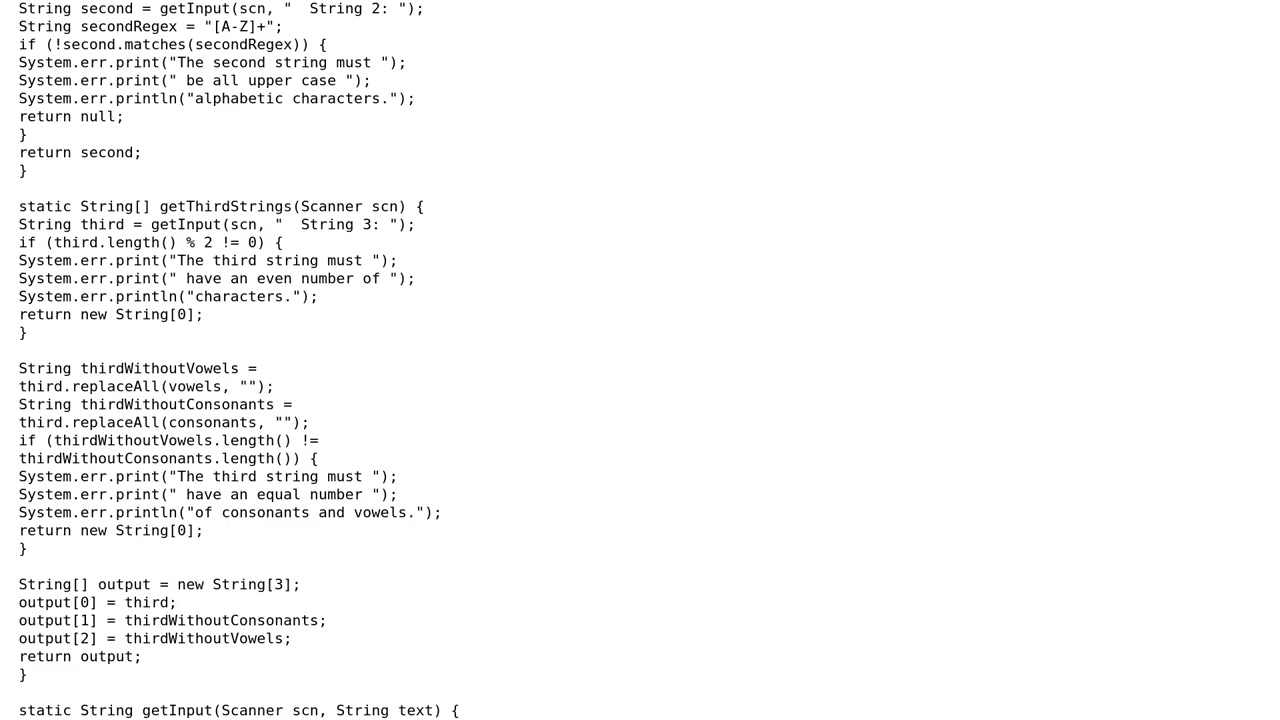 String second = getInput(scn, "  String 2: ");
String secondRegex = "[A-Z]+";
if (!second.matches(secondRegex)) {
System.err.print("The second string must ");
System.err.print(" be all upper case ");
System.err.println("alphabetic characters.");
return null;
}
return second;
}

static String[] getThirdStrings(Scanner scn) {
String third = getInput(scn, "  String 3: ");
if (third.length() % 2 != 0) {
System.err.print("The third string must ");
System.err.print(" have an even number of ");
System.err.println("characters.");
return new String[0];
}

String thirdWithoutVowels =
third.replaceAll(vowels, "");
String thirdWithoutConsonants =
third.replaceAll(consonants, "");
if (thirdWithoutVowels.length() !=
thirdWithoutConsonants.length()) {
System.err.print("The third string must ");
System.err.print(" have an equal number ");
System.err.println("of consonants and vowels.");
return new String[0];
}

String[] output = new String[3];
output[0] = third;
output[1] = thirdWithoutConsonants;
output[2] = thirdWithoutVowels;
return output;
}

static String getInput(Scanner scn, String text) {